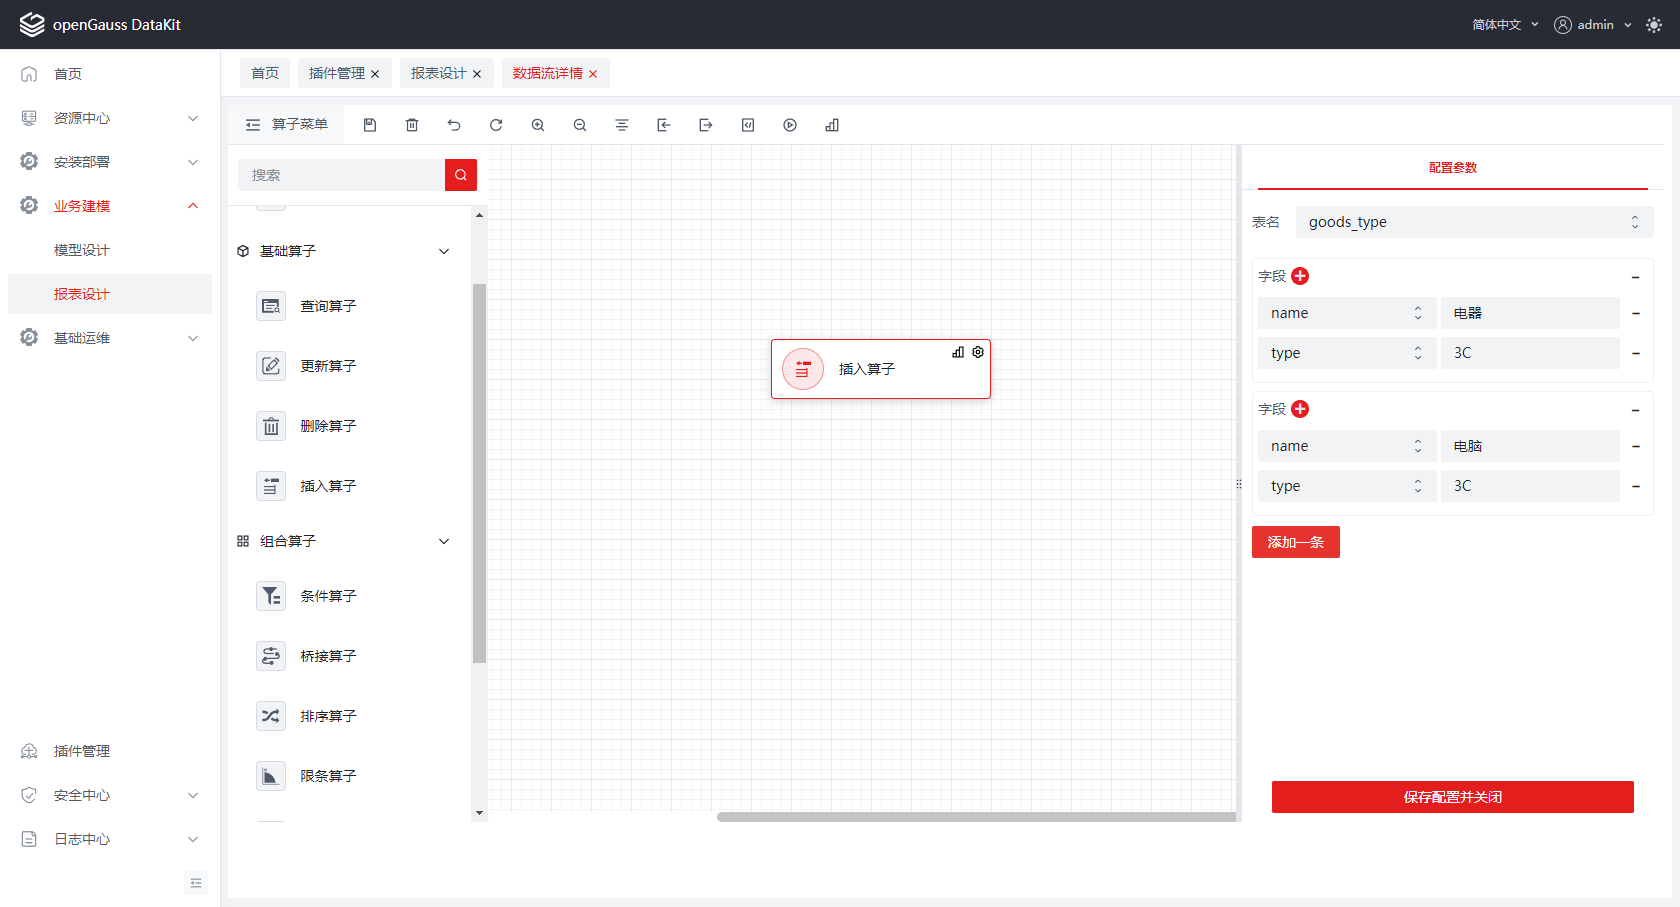 openGauss DataKit
简体中文
admin
首页
资源中心
安装部署
业务建模
模型设计
报表设计
基础运维
插件管理
安全中心
日志中心
首页
插件管理
报表设计
数据流详情
算子菜单
搜索
基础算子
查询算子
更新算子
删除算子
插入算子
组合算子
条件算子
桥接算子
排序算子
限条算子
插入算子
配置参数
表名
goods_type
字段
name
电器
type
3C
字段
name
电脑
type
3C
添加一条
保存配置并关闭